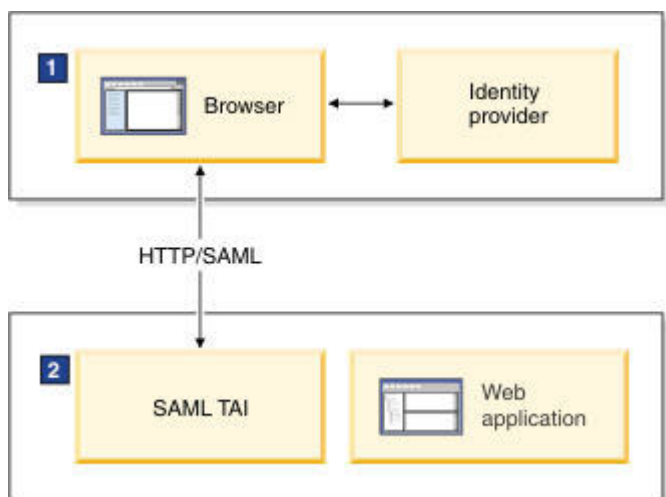 1
Browser
Identity
provider
HTTP/SAML
2
SAML TAI
Web
application